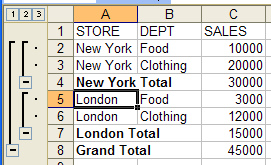 1 2 3 A B C
1 STORE DEPT SALES
2 New York Food 10000
3 New York Clothing 20000
4 New York Total 30000
5 London Food 3000
6 London Clothing 12000
7 London Total 15000
8 Grand Total 45000